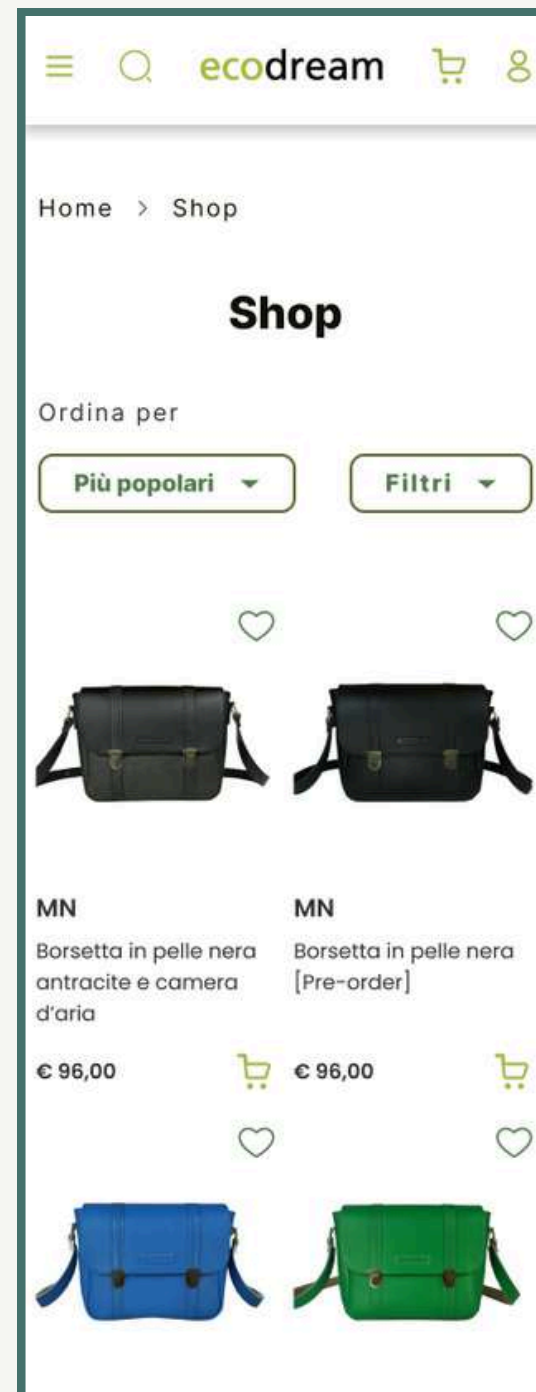 ecodream
Home > Shop
Shop
Ordina per
Più popolari
Filtri
MN
Borsetta in pelle nera
antracite e camera
d'aria
€ 96,00
MN
Borsetta in pelle nera
[Pre-order]
€ 96,00